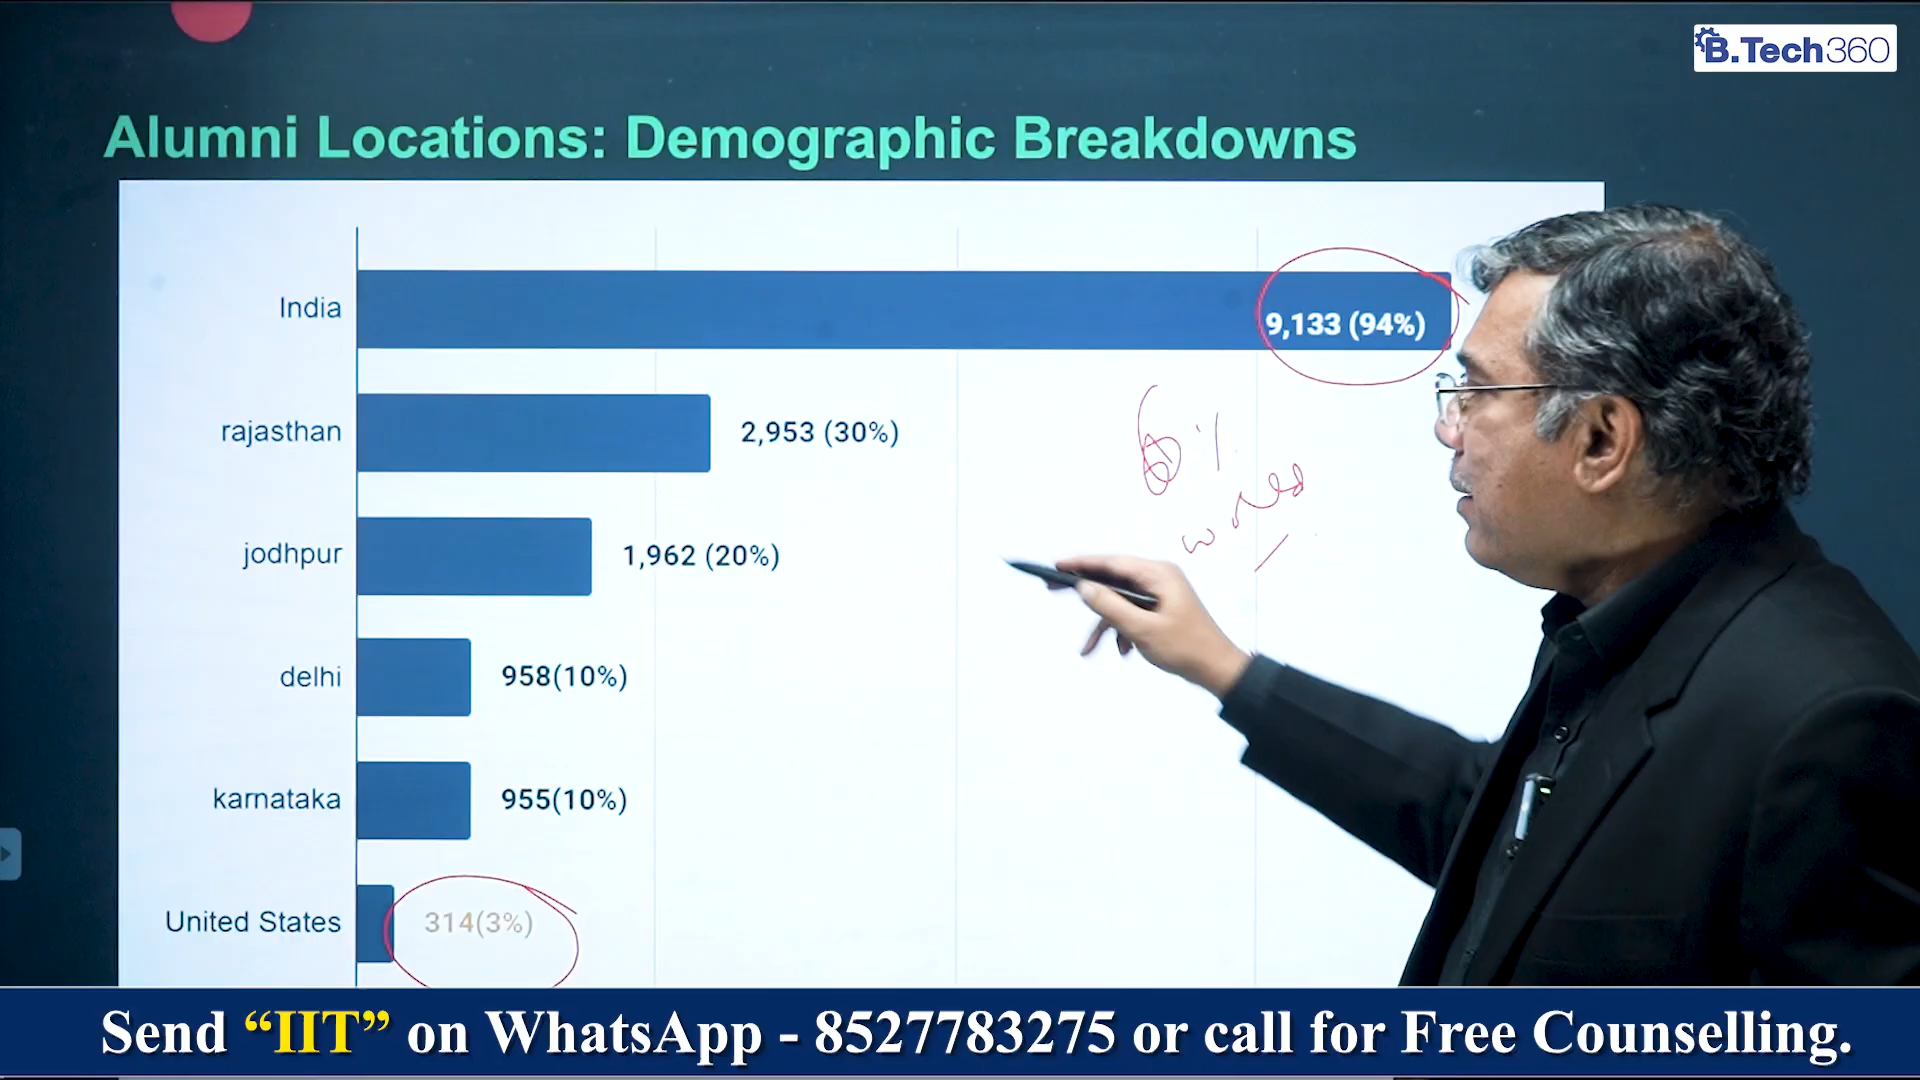 B.Tech360
Alumni Locations: Demographic Breakdowns
India
9,133 (94%)
rajasthan
2,953 (30%)
6 %
jodhpur
1,962 (20%)
delhi
958(10%)
karnataka
955(10%)
United States
314(3%)
Send “IIT” on WhatsApp - 8527783275 or call for Free Counselling.